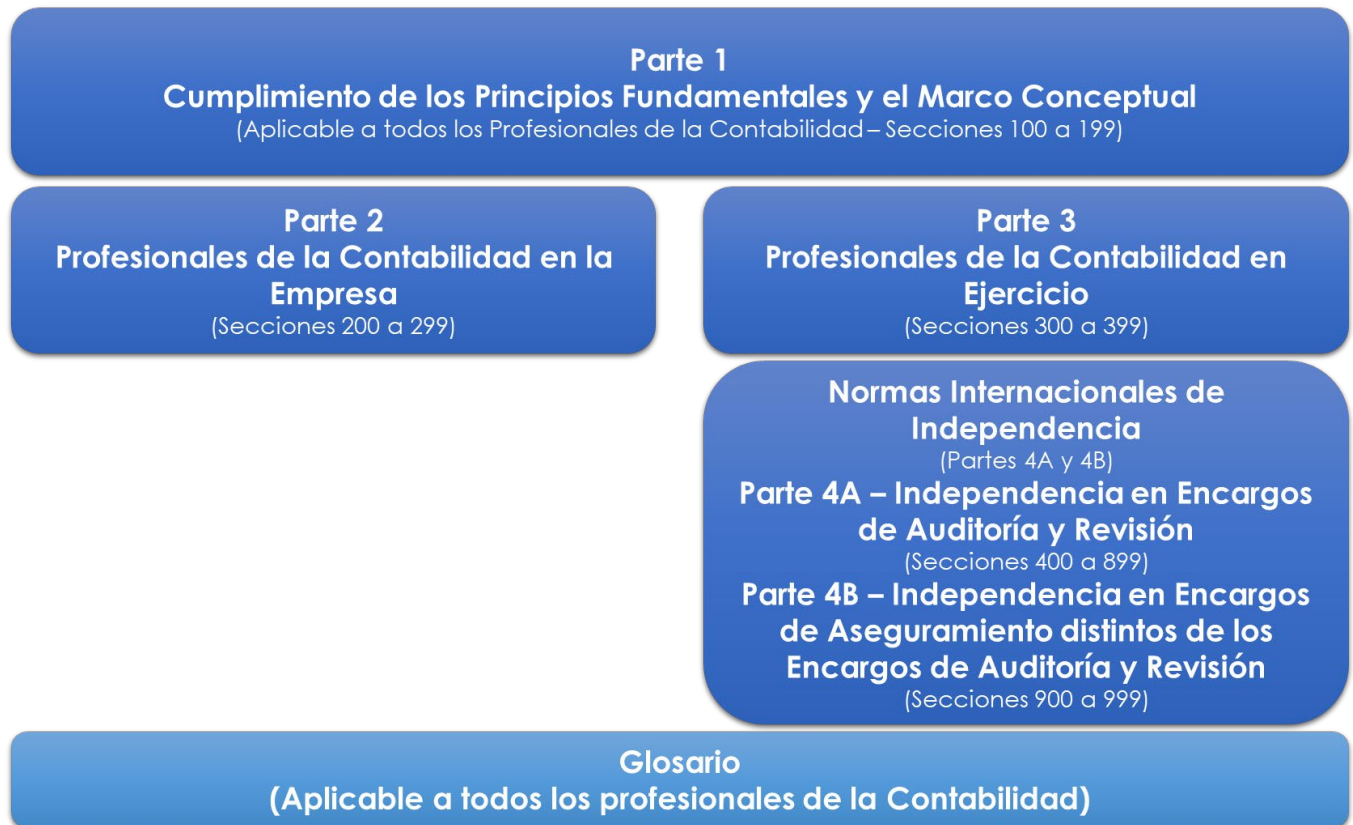 Parte 1
Cumplimiento de los Principios Fundamentales y el Marco Conceptual
(Aplicable a todos los Profesionales de la Contabilidad – Secciones 100 a 199)
Parte 2
Profesionales de la Contabilidad en la
Empresa
(Secciones 200 a 299)
Parte 3
Profesionales de la Contabilidad en
Ejercicio
(Secciones 300 a 399)
Normas Internacionales de
Independencia
(Partes 4A y 4B)
Parte 4A – Independencia en Encargos
de Auditoría y Revisión
(Secciones 400 a 899)
Parte 4B – Independencia en Encargos
de Aseguramiento distintos de los
Encargos de Auditoría y Revisión
(Secciones 900 a 999)
Glosario
(Aplicable a todos los profesionales de la Contabilidad)